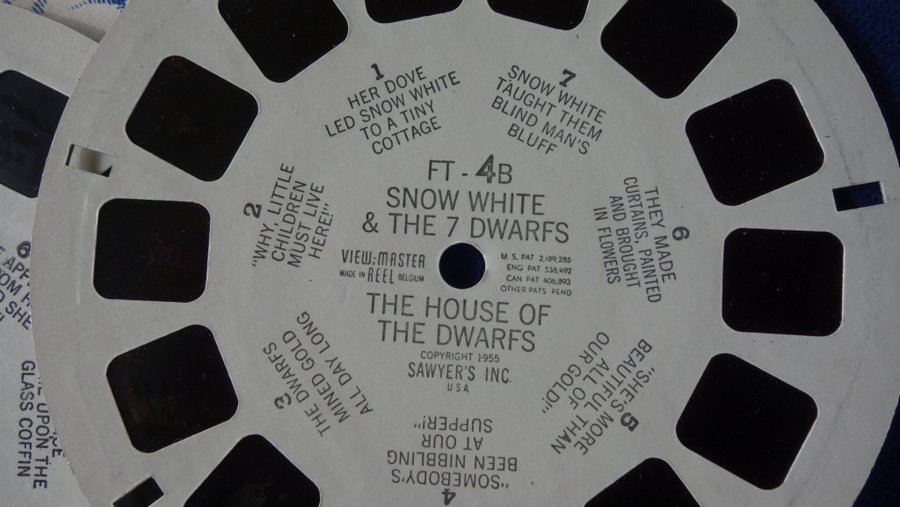 FT - 4B
SNOW WHITE
& THE 7 DWARFS
VIEW-MASTER
MADE IN REEL BELGIUM
U.S. PAT 2,189,285
ENG PAT 538,492
CAN PAT 406,893
OTHER PATS PEND
THE HOUSE OF
THE DWARFS
COPYRIGHT 1955
SAWYER'S INC.
U.S.A.
1
HER DOVE
LED SNOW WHITE
TO A TINY
COTTAGE
2
"WHY, LITTLE
CHILDREN
MUST LIVE
HERE!"
3
THE DWARFS
MINED GOLD
ALL DAY LONG
4
"SOMEBODY'S
BEEN NIBBLING
AT OUR
SUPPER!"
5
"SHE'S MORE
BEAUTIFUL THAN
ALL OF
OUR GOLD!"
6
THEY MADE
CURTAINS, PAINTED
AND BROUGHT
IN FLOWERS
7
SNOW WHITE
TAUGHT THEM
BLIND MAN'S
BLUFF
6
UPON THE
GLASS COFFIN